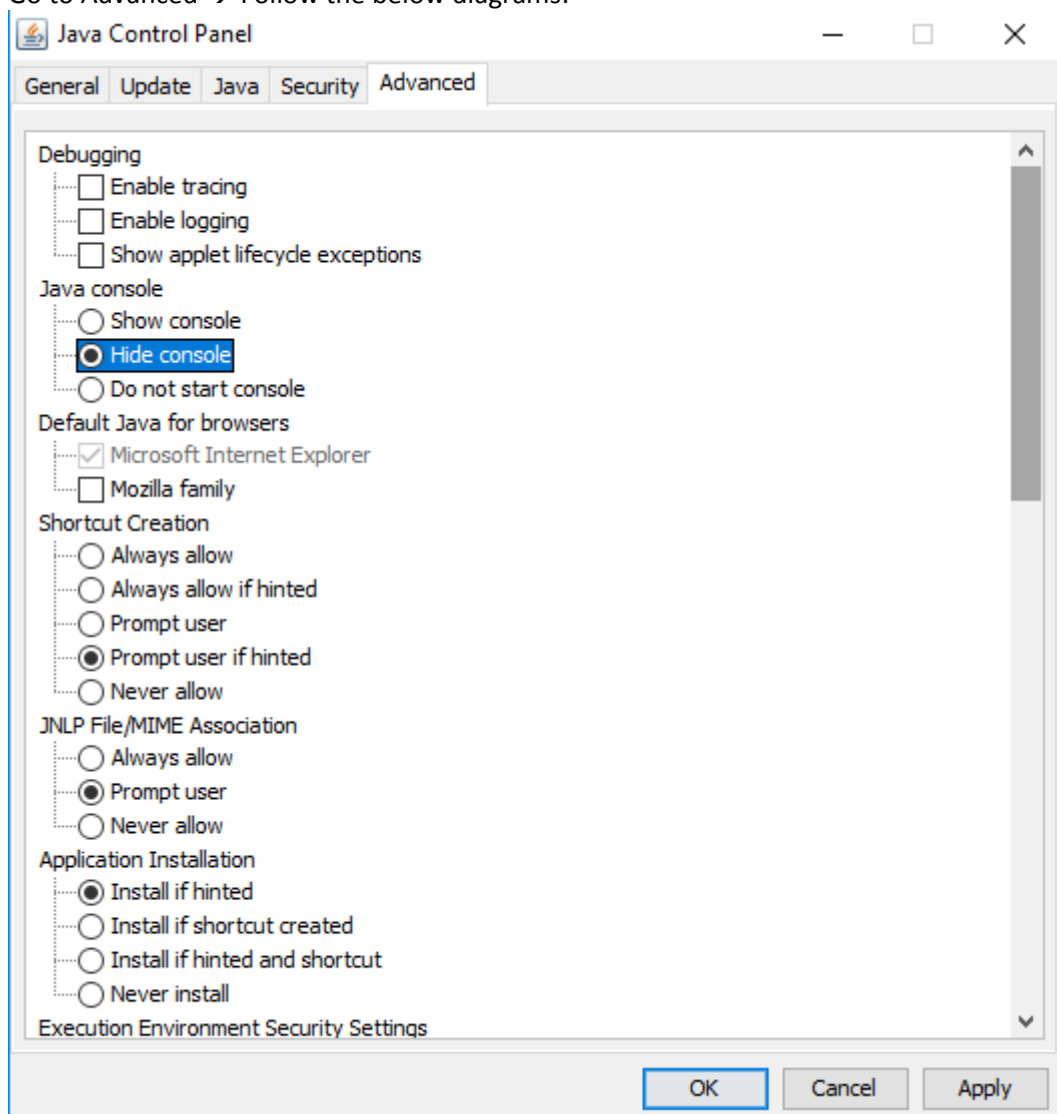 Go to Advanced → Follow the below diagrams:
Java Control Panel
General Update Java Security Advanced
Debugging
Enable tracing
Enable logging
Show applet lifecycle exceptions
Java console
Show console
Hide console
Do not start console
Default Java for browsers
Microsoft Internet Explorer
Mozilla family
Shortcut Creation
Always allow
Always allow if hinted
Prompt user
Prompt user if hinted
Never allow
JNLP File/MIME Association
Always allow
Prompt user
Never allow
Application Installation
Install if hinted
Install if shortcut created
Install if hinted and shortcut
Never install
Execution Environment Security Settings
OK Cancel Apply